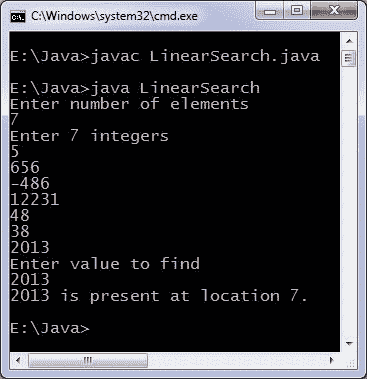 C:\Windows\system32\cmd.exe
E:\Java>javac LinearSearch.java
E:\Java>java LinearSearch
Enter number of elements
7
Enter 7 integers
5
656
-486
12231
48
38
2013
Enter value to find
2013
2013 is present at location 7.
E:\Java>